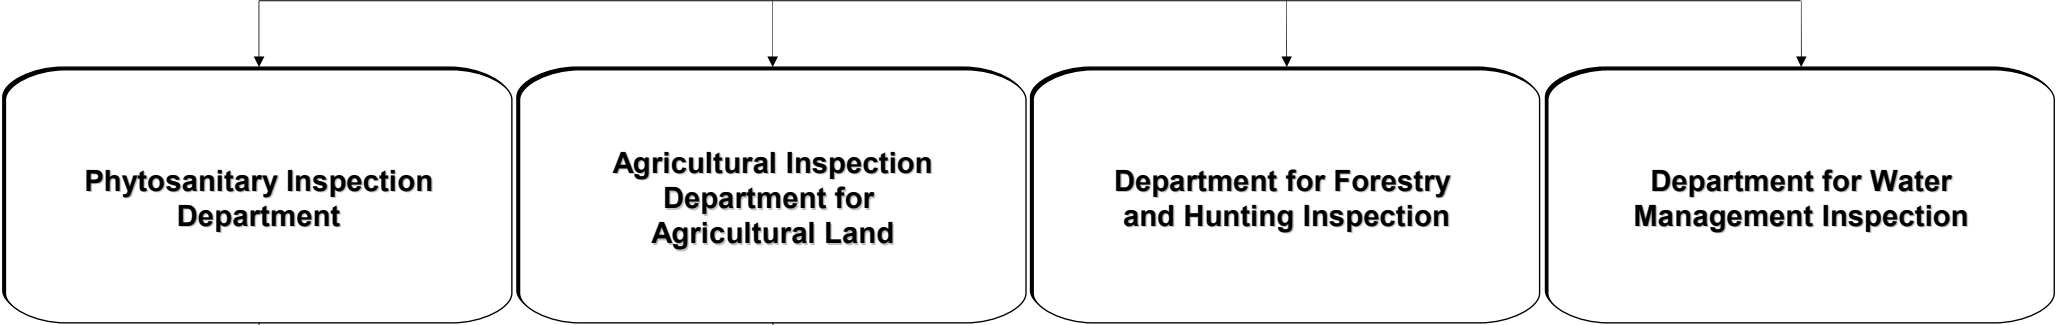 Phytosanitary Inspection
Department
Agricultural Inspection
Department for
Agricultural Land
Department for Forestry
and Hunting Inspection
Department for Water
Management Inspection